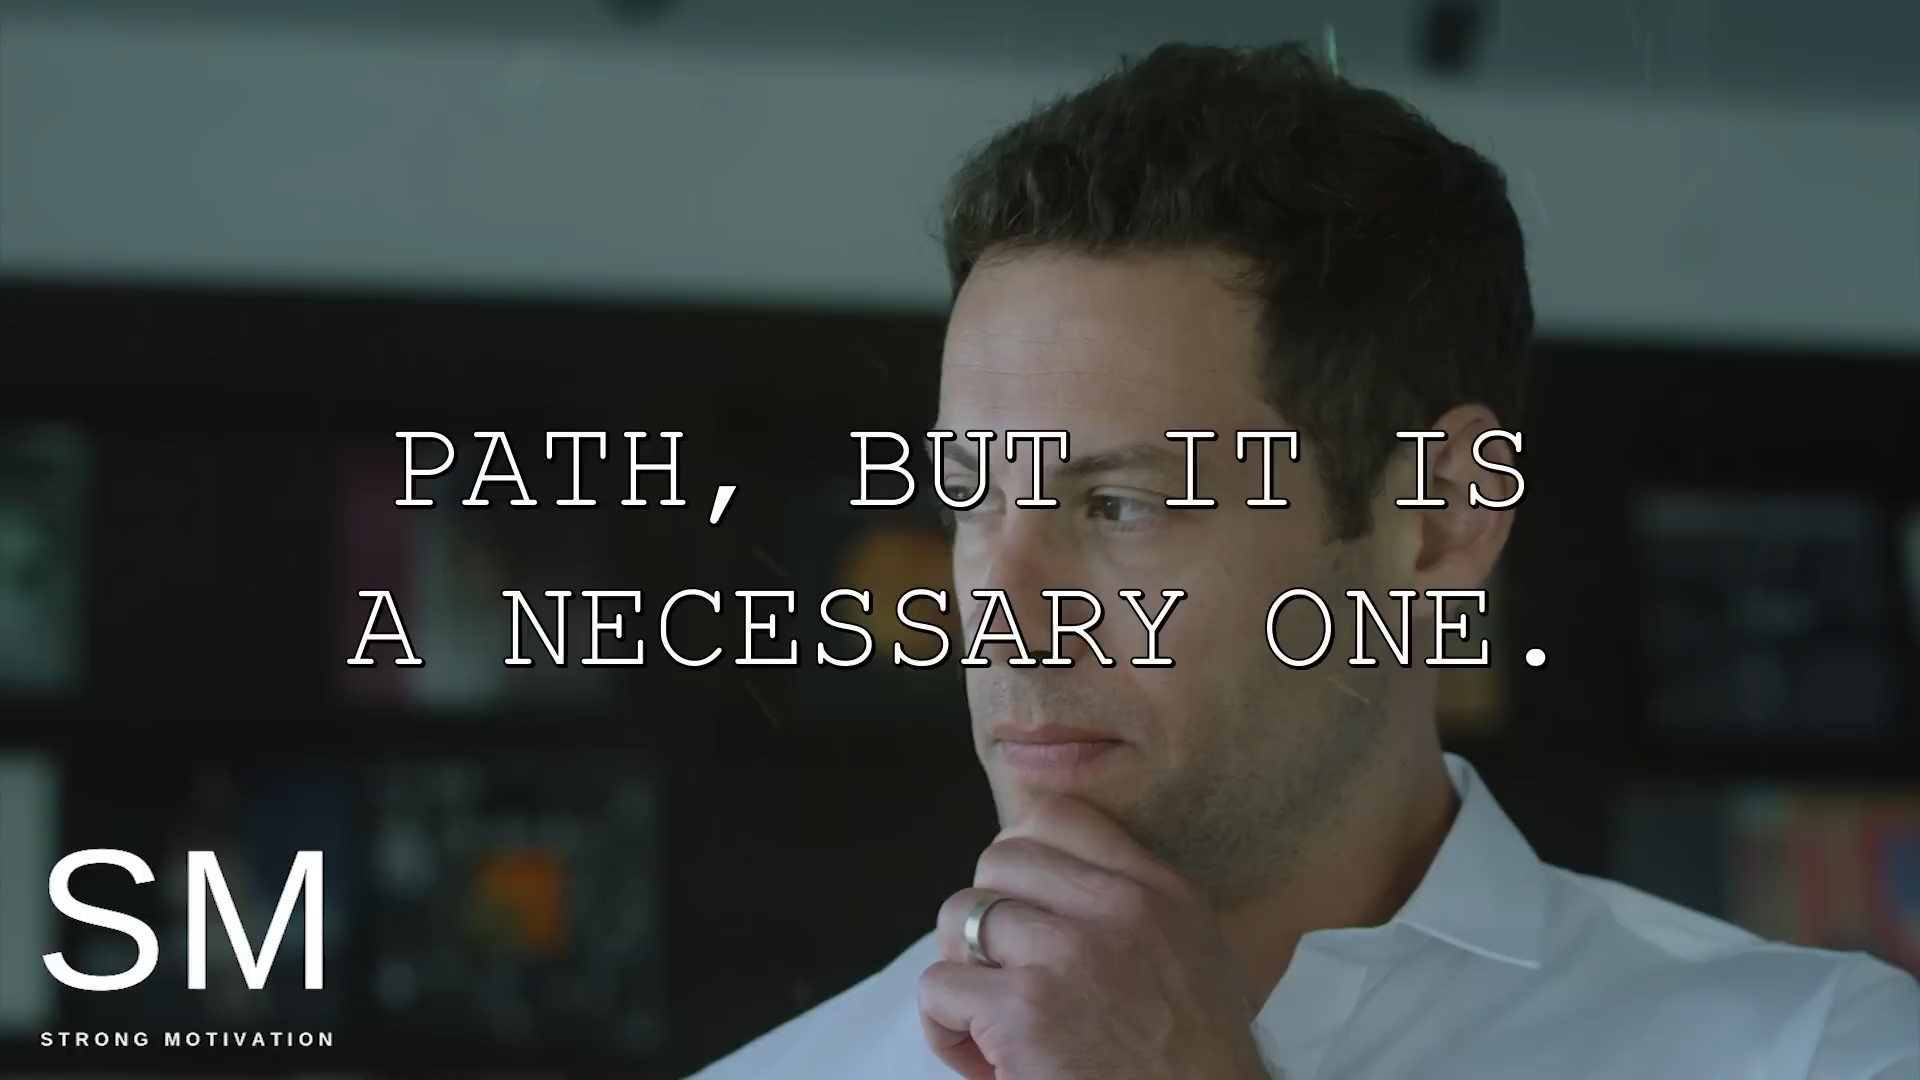 PATH, BUT IT IS
A NECESSARY ONE.
SM
STRONG MOTIVATION